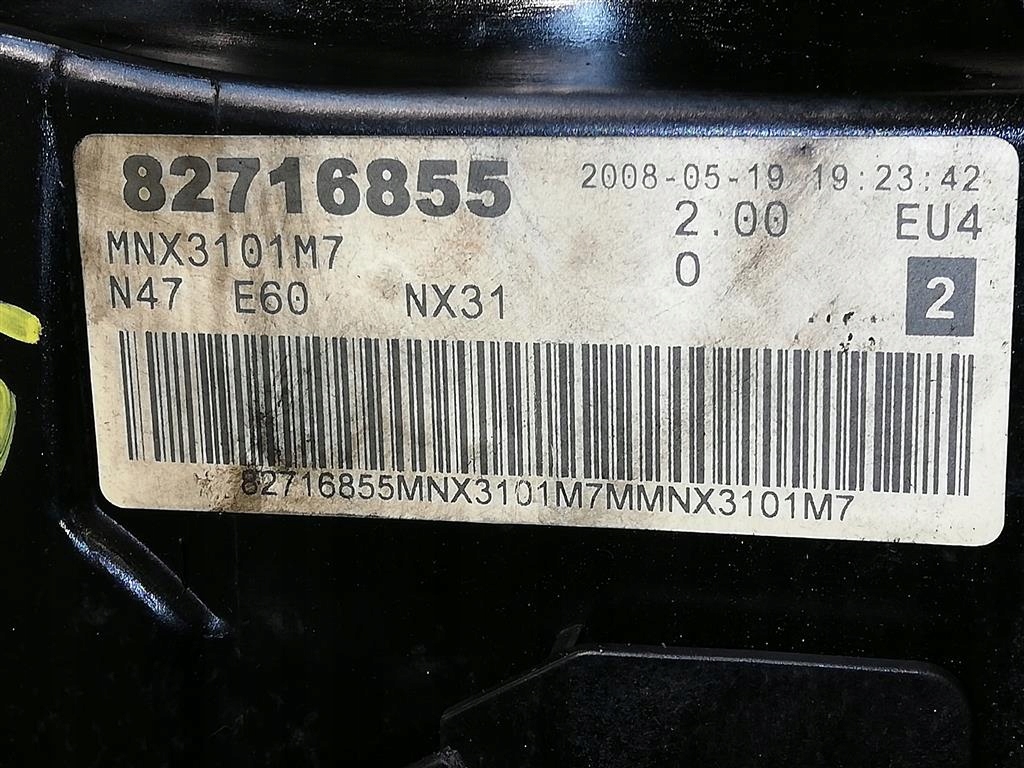 82716855 2008-05-19 19:23:42
MNX3101M7 2.00 EU4
N47 E60 NX31 0 2
82716855MNX3101M7MMNX3101M7